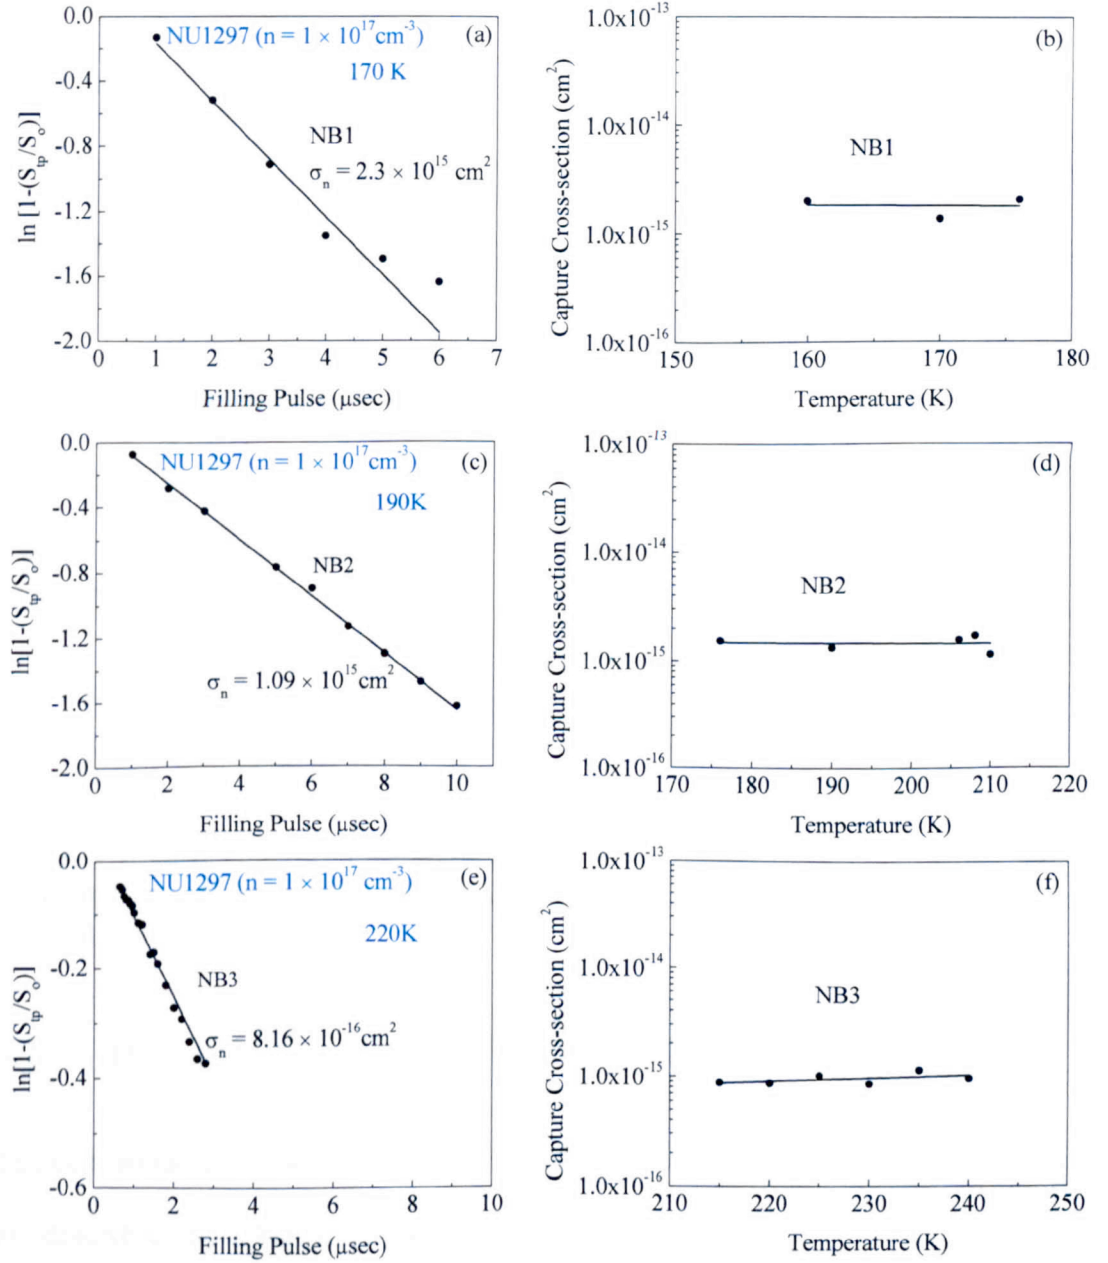 0.0
-0.4
-0.8
-1.2
-1.6
-2.0
ln [1-(S_tp/S_o)]
NU1297 (n = 1 × 10^17 cm^-3) (a)
170 K
NB1
σ_n = 2.3 × 10^15 cm^2
0 1 2 3 4 5 6 7
Filling Pulse (μsec)
1.0x10^-13
1.0x10^-14
1.0x10^-15
1.0x10^-16
Capture Cross-section (cm^2)
(b)
NB1
150 160 170 180
Temperature (K)
0.0
-0.4
-0.8
-1.2
-1.6
-2.0
ln[1-(S_tp/S_o)]
NU1297 (n = 1 × 10^17 cm^-3) (c)
190K
NB2
σ_n = 1.09 × 10^15 cm^2
0 2 4 6 8 10
Filling Pulse (μsec)
1.0x10^-13
1.0x10^-14
1.0x10^-15
1.0x10^-16
Capture Cross-section (cm^2)
(d)
NB2
170 180 190 200 210 220
Temperature (K)
0.0
-0.2
-0.4
-0.6
ln[1-(S_tp/S_o)]
NU1297 (n = 1 × 10^17 cm^-3) (e)
220K
NB3
σ_n = 8.16 × 10^-16 cm^2
0 2 4 6 8 10
Filling Pulse (μsec)
1.0x10^-13
1.0x10^-14
1.0x10^-15
1.0x10^-16
Capture Cross-section (cm^2)
(f)
NB3
210 220 230 240 250
Temperature (K)